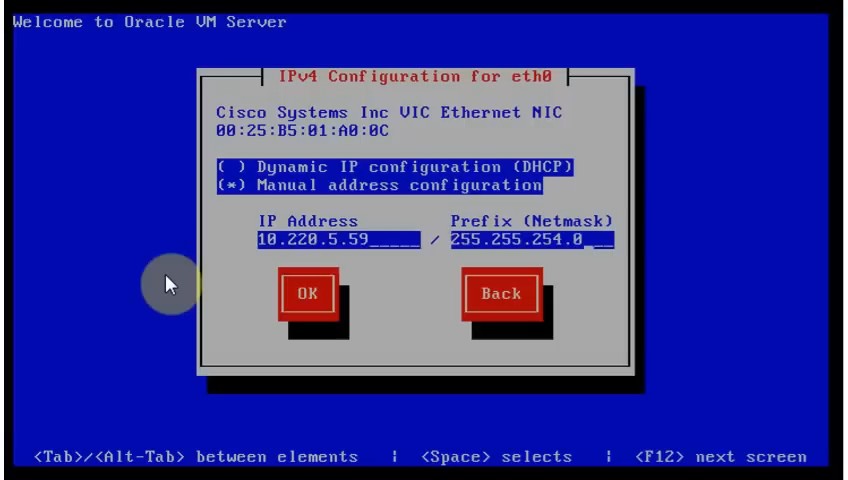 Welcome to Oracle VM Server
IPv4 Configuration for eth0
Cisco Systems Inc VIC Ethernet NIC
00:25:B5:01:A0:0C
( ) Dynamic IP configuration (DHCP)
(*) Manual address configuration
IP Address Prefix (Netmask)
10.220.5.59_____ / 255.255.254.0___
OK Back
<Tab>/<Alt-Tab> between elements | <Space> selects | <F12> next screen